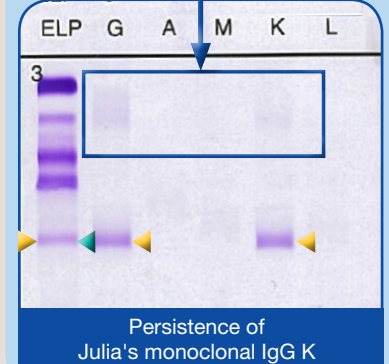 ELP G A M K L
3
Persistence of
Julia's monoclonal IgG K